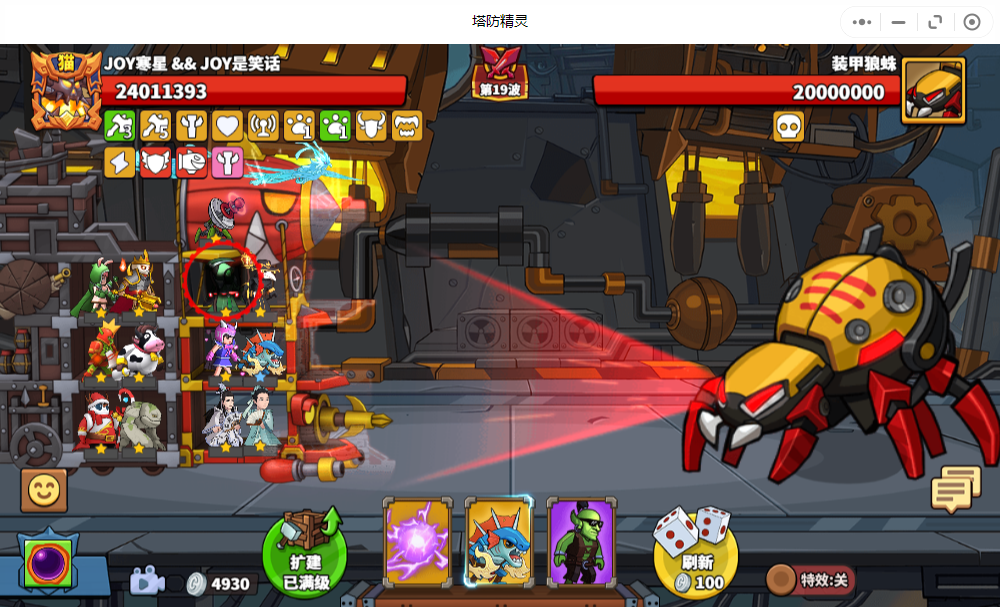 塔防精灵
猫
JOY寒星 && JOY是笑话
24011393
第19波
装甲狼蛛
20000000
3
5
1
1
扩建
已满级
4930
刷新
100
特效:关